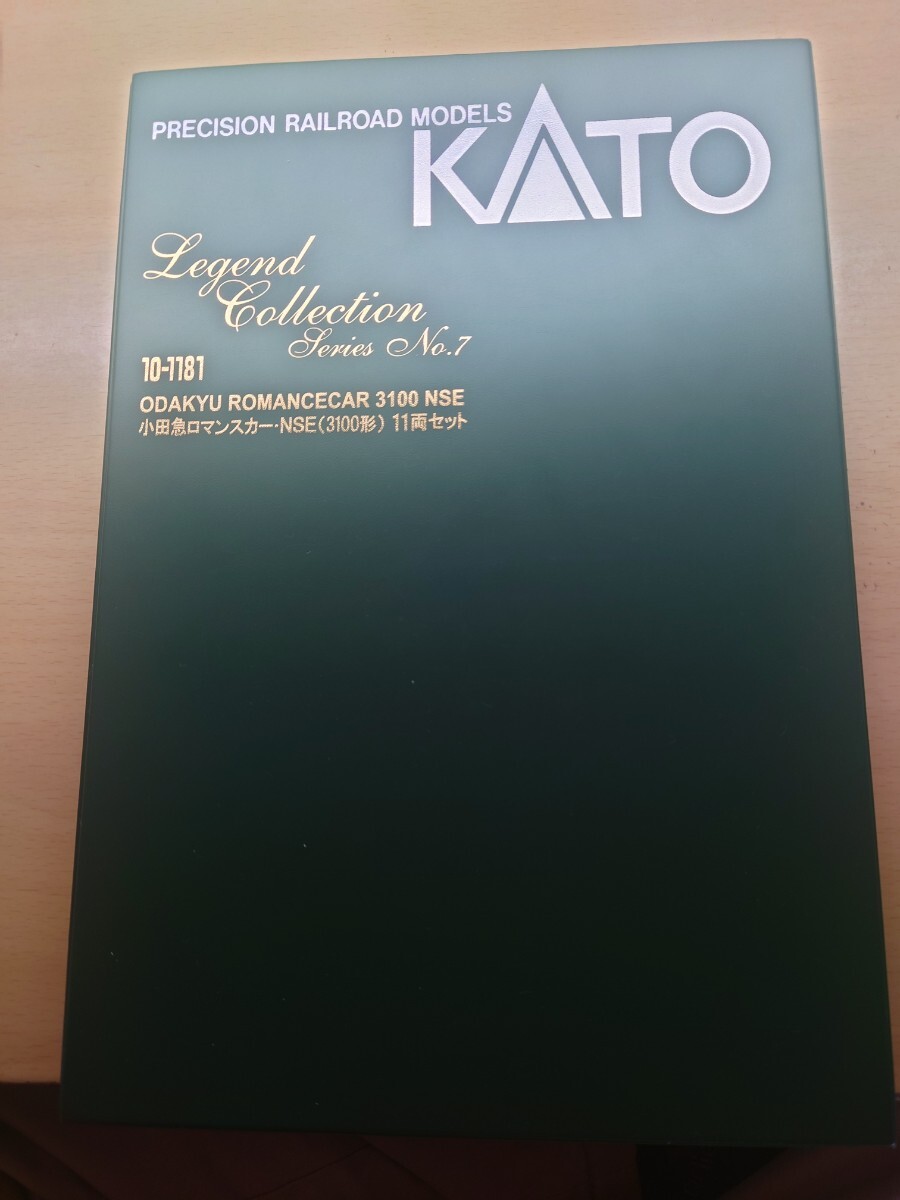 PRECISION RAILROAD MODELS
KATO
Legend
Collection
Series No.7
10-1181
ODAKYU ROMANCECAR 3100 NSE
小田急ロマンスカー・NSE(3100形) 11両セット